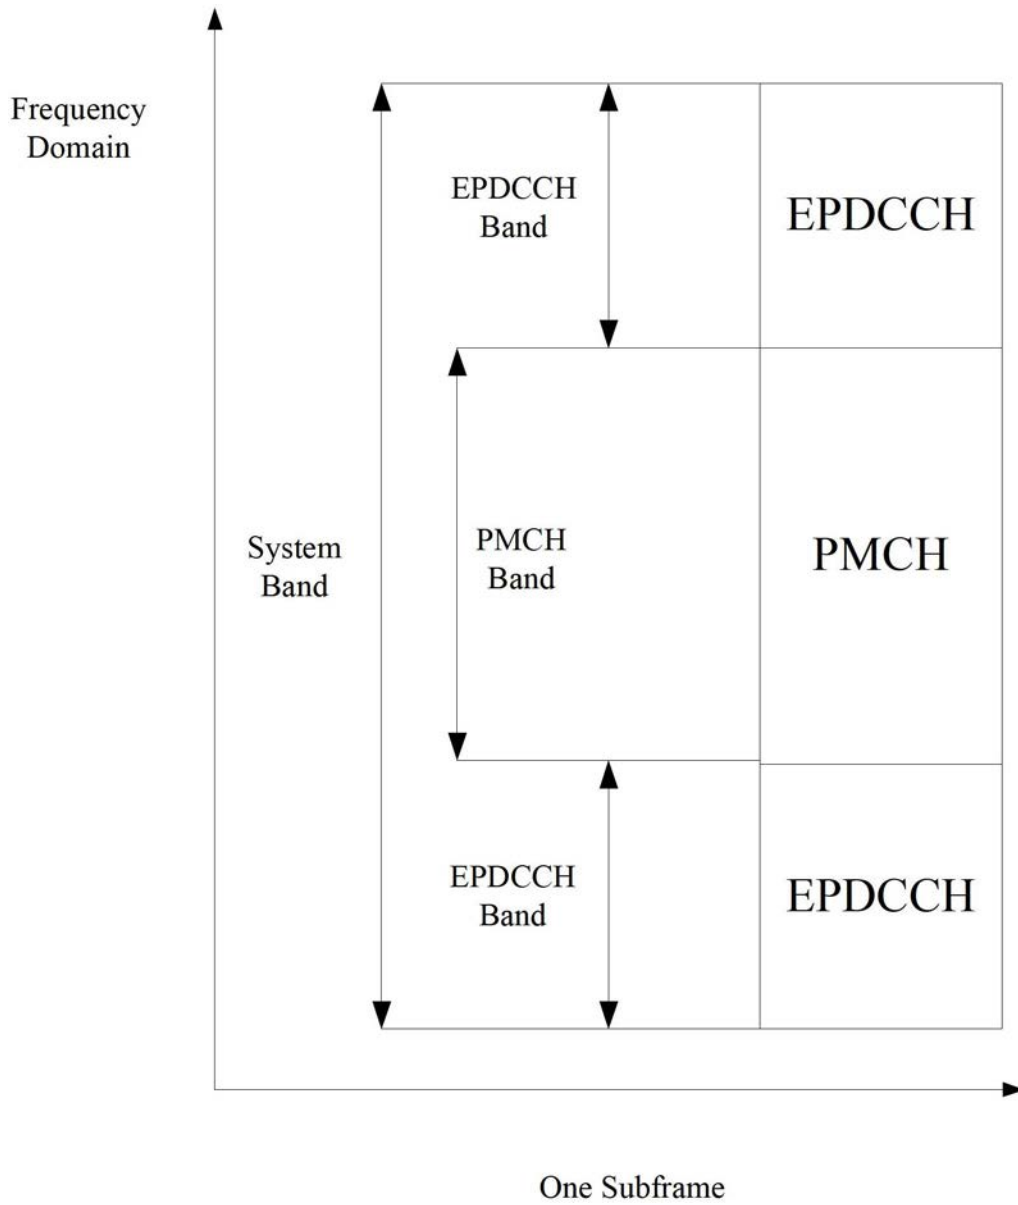 Frequency
Domain
EPDCCH
Band
EPDCCH
System
Band
PMCH
Band
PMCH
EPDCCH
Band
EPDCCH
One Subframe